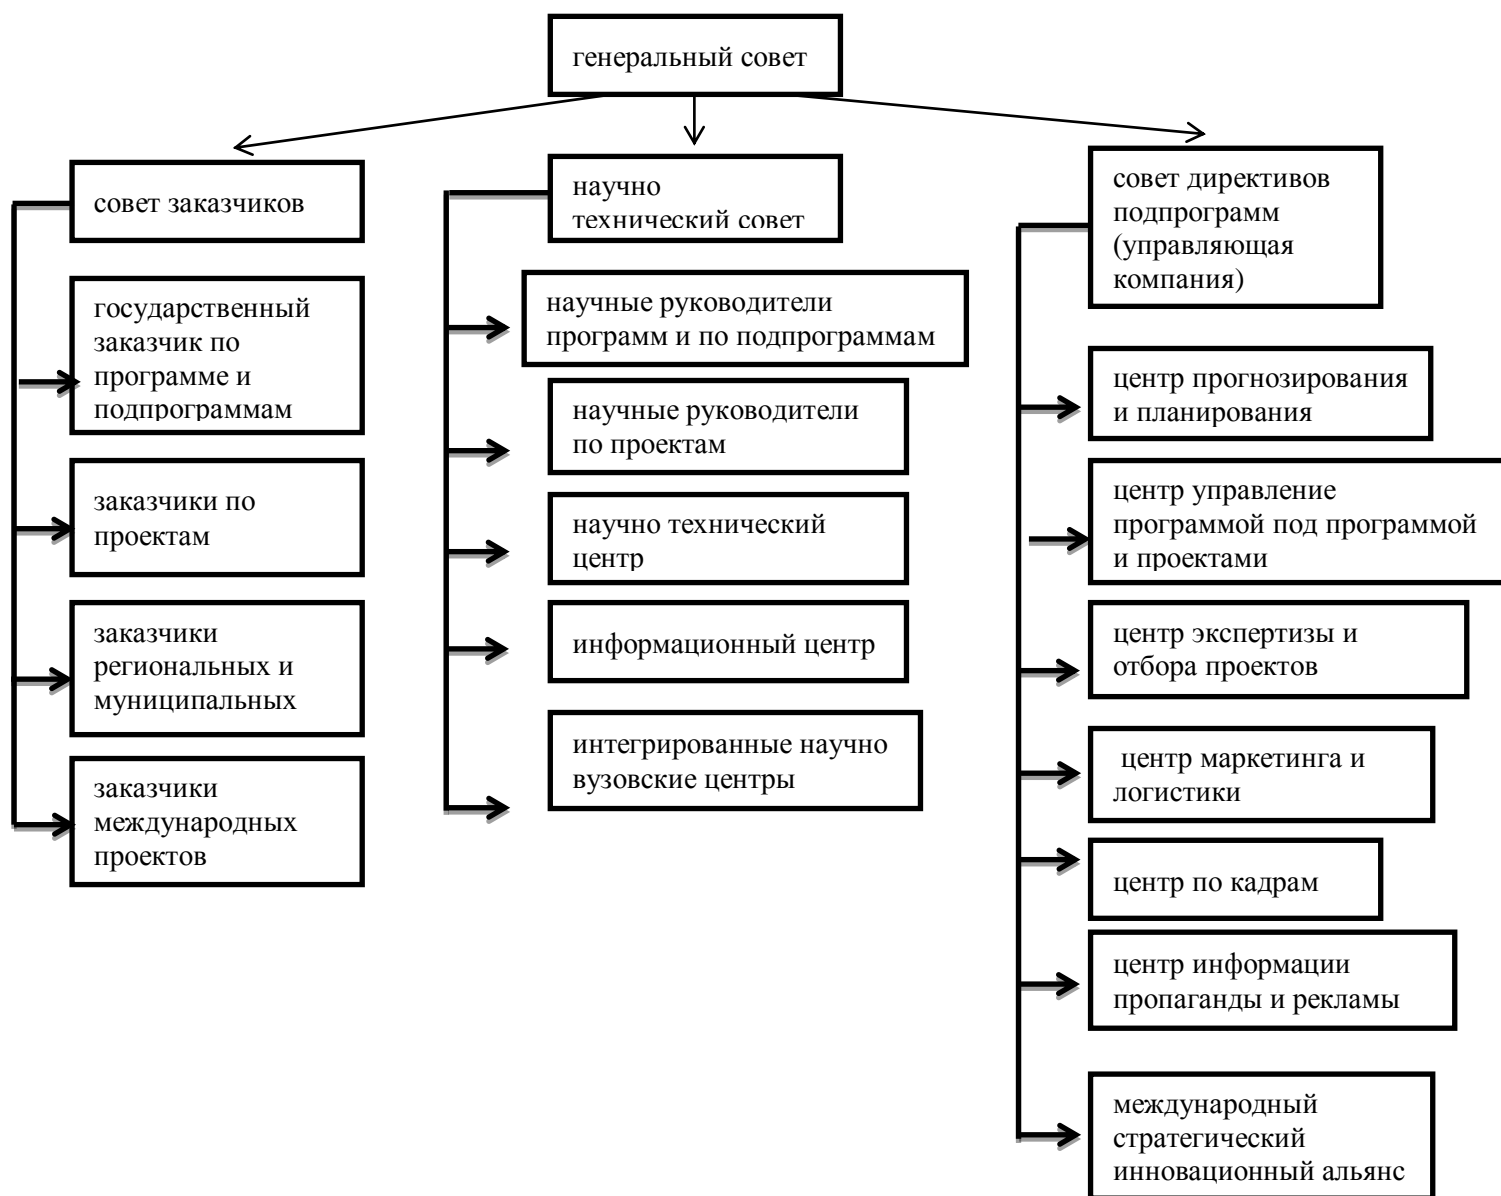 генеральный совет
совет заказчиков
государственный
заказчик по
программе и
подпрограммам
заказчики по
проектам
заказчики
региональных и
муниципальных
заказчики
международных
проектов
научно
технический совет
научные руководители
программ и по подпрограммам
научные руководители
по проектам
научно технический
центр
информационный центр
интегрированные научно
вузовские центры
совет директивов
подпрограмм
(управляющая
компания)
центр прогнозирования
и планирования
центр управление
программой под программой
и проектами
центр экспертизы и
отбора проектов
центр маркетинга и
логистики
центр по кадрам
центр информации
пропаганды и рекламы
международный
стратегический
инновационный альянс